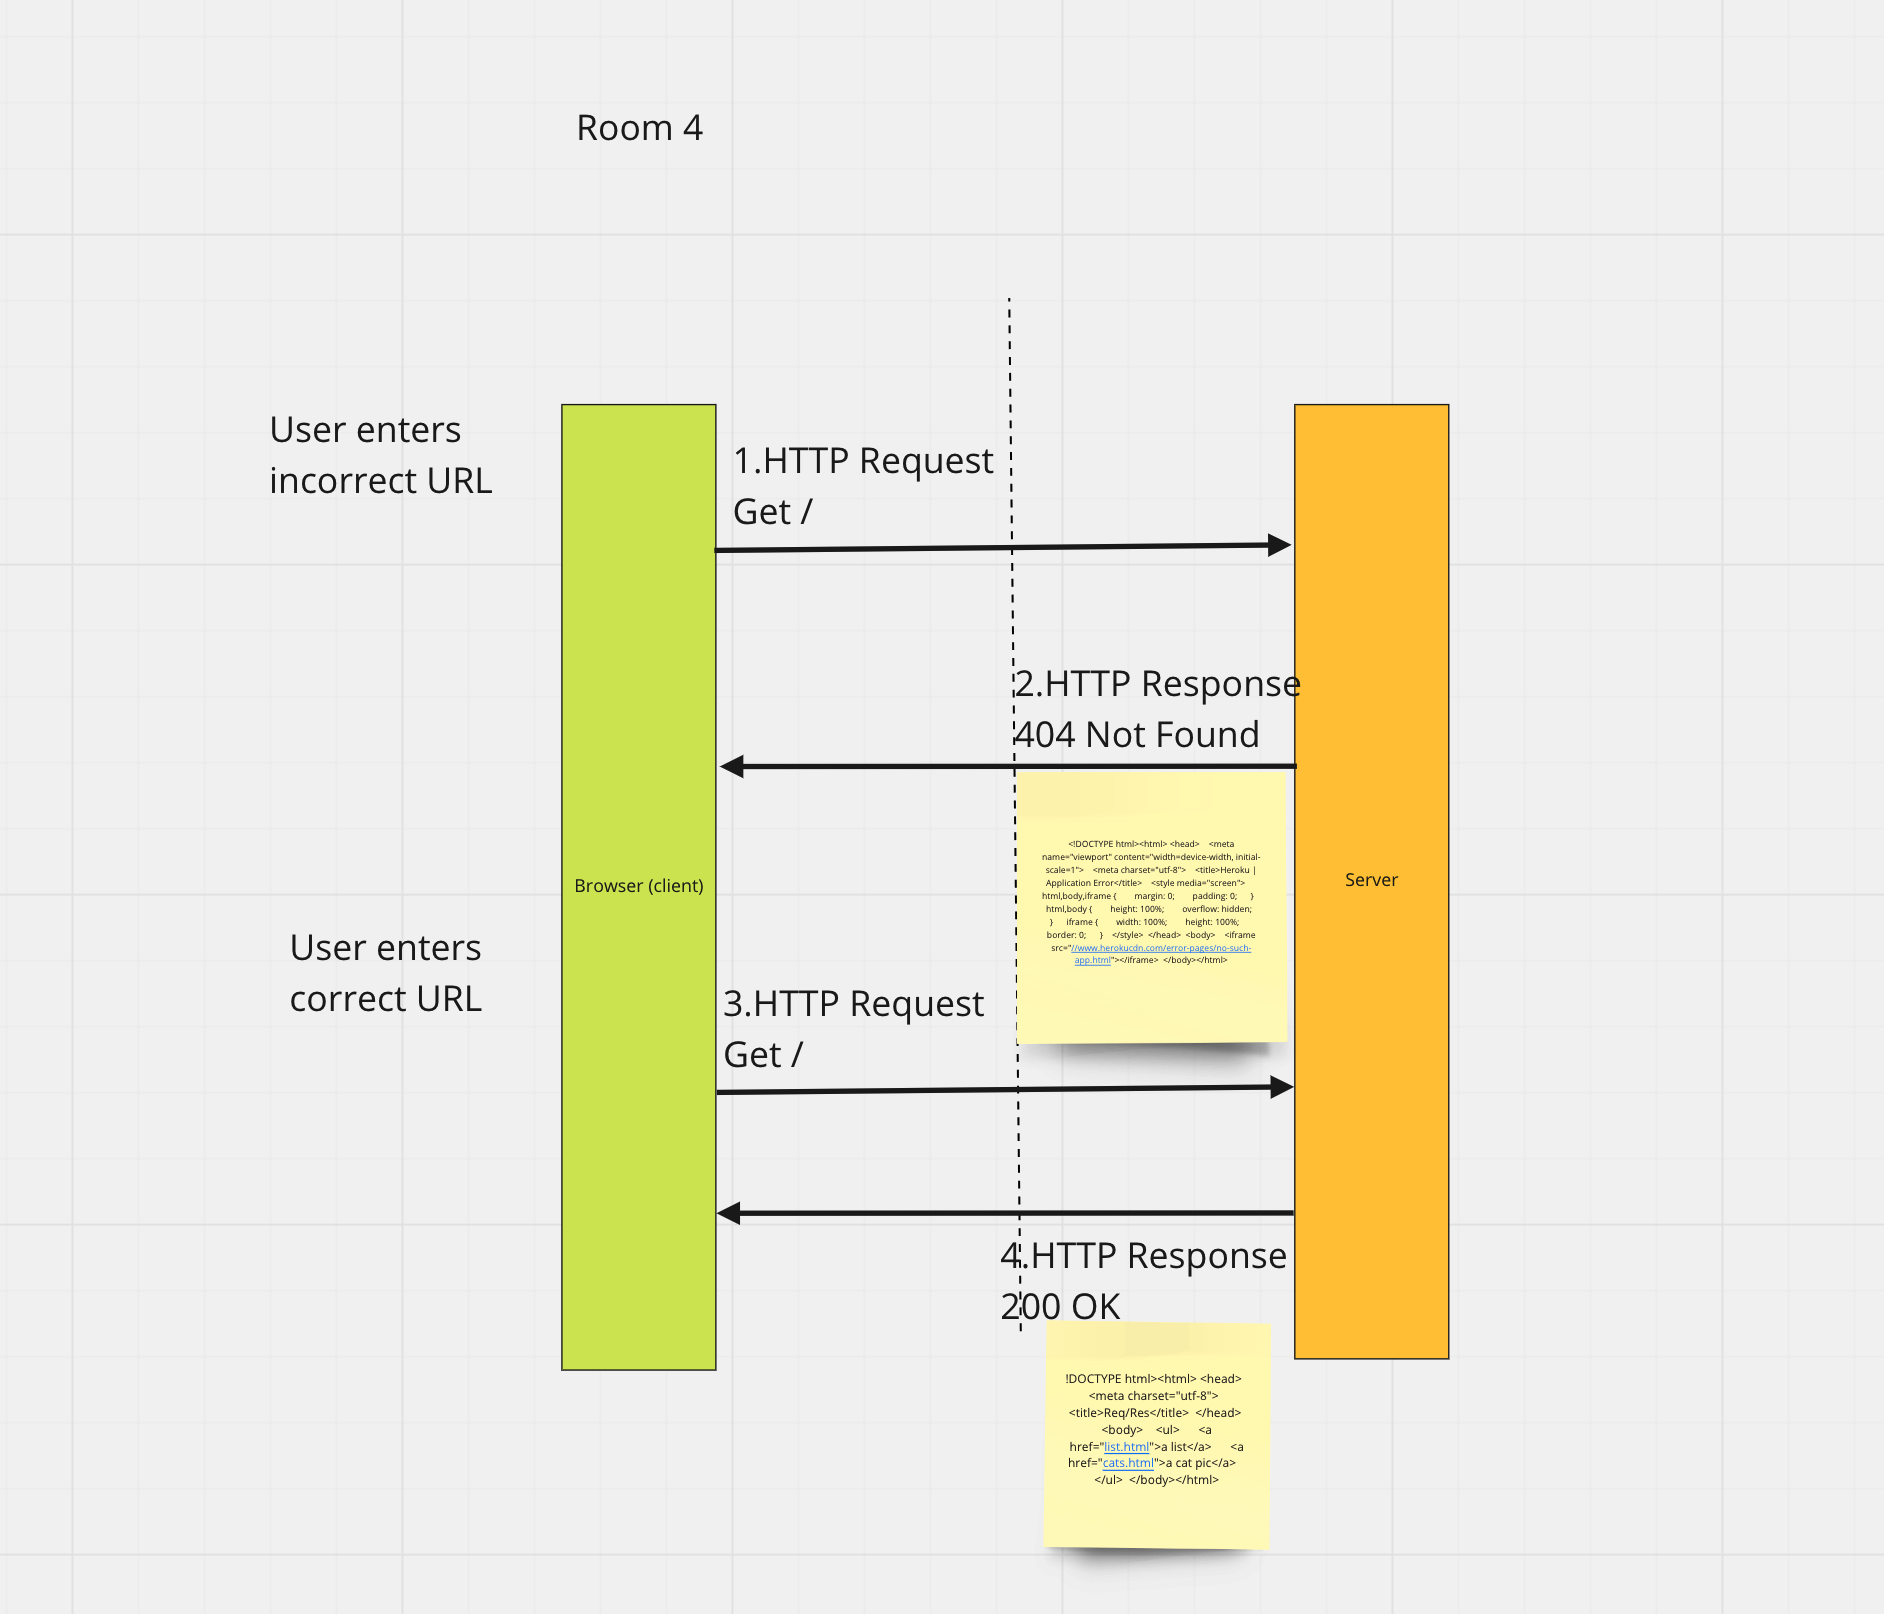 Room 4
User enters
incorrect URL
1.HTTP Request
Get /
2.HTTP Response
404 Not Found
<!DOCTYPE html><html> <head>    <meta
name="viewport" content="width=device-width, initial-
scale=1">    <meta charset="utf-8">    <title>Heroku |
Application Error</title>    <style media="screen">
html,body,iframe {        margin: 0;        padding: 0;      }
html,body {        height: 100%;        overflow: hidden;
}      iframe {        width: 100%;        height: 100%;
border: 0;      }    </style>  </head>  <body>    <iframe
src="//www.herokucdn.com/error-pages/no-such-
app.html"></iframe>  </body></html>
Browser (client)
Server
User enters
correct URL
3.HTTP Request
Get /
4.HTTP Response
200 OK
!DOCTYPE html><html> <head>
<meta charset="utf-8">
<title>Req/Res</title>  </head>
<body>    <ul>      <a
href="list.html">a list</a>      <a
href="cats.html">a cat pic</a>
</ul>  </body></html>